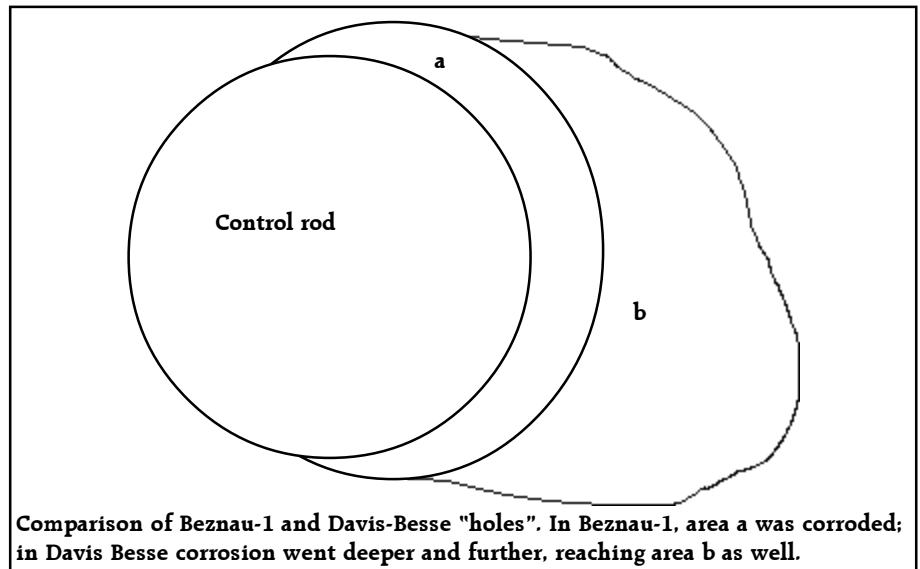 a
Control rod
b
Comparison of Beznau-1 and Davis-Besse "holes". In Beznau-1, area a was corroded;
in Davis Besse corrosion went deeper and further, reaching area b as well.